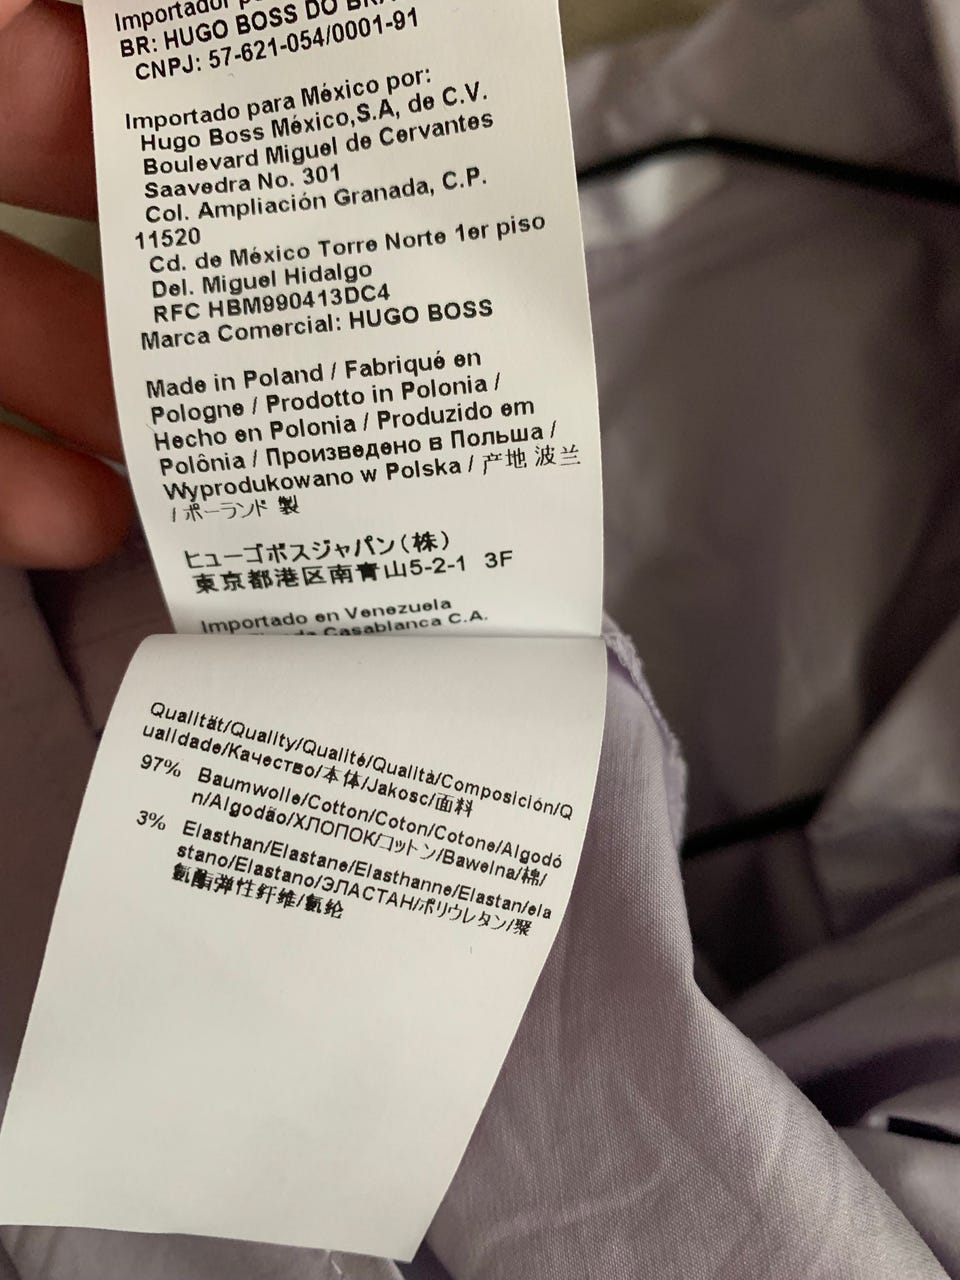 Importador
BR: HUGO BOSS DO
CNPJ: 57-621-054/0001-91
Importado para México por:
Hugo Boss México,S.A, de C.V.
Boulevard Miguel de Cervantes
Saavedra No. 301
Col. Ampliación Granada, C.P.
11520
Cd. de México Torre Norte 1er piso
Del. Miguel Hidalgo
RFC HBM990413DC4
Marca Comercial: HUGO BOSS
Made in Poland / Fabriqué en
Pologne / Prodotto in Polonia /
Hecho en Polonia / Produzido em
Polônia / Произведено в Польша /
Wyprodukowano w Polska / 产地 波兰
/ ポーランド 製
ヒューゴボスジャパン(株)
東京都港区南青山5-2-1 3F
Importado en Venezuela
Casablanca C.A.
Qualität/Quality/Qualité/Qualità/Composición/Q
ualidade/Качество/本体/Jakosc/面料
97% Baumwolle/Cotton/Coton/Cotone/Algodó
n/Algodão/ХЛОПОК/コットン/Bawelna/棉/
3% Elasthan/Elastane/Elasthanne/Elastan/ela
stano/Elastano/ЭЛАСТАН/ポリウレタン/聚
氨酯弹性纤维/氨纶